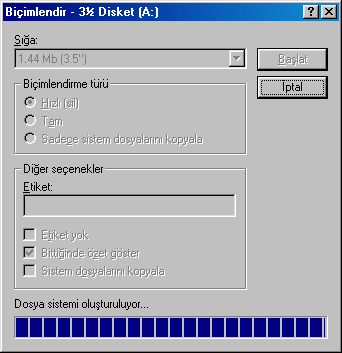 Biçimlendir - 3½ Disket (A:)
Sığa:
1.44 Mb (3.5")
Başlat
İptal
Biçimlendirme türü
Hızlı (sil)
Tam
Sadece sistem dosyalarını kopyala
Diğer seçenekler
Etiket:
Etiket yok
Bittiğinde özet göster
Sistem dosyalarını kopyala
Dosya sistemi oluşturuluyor...